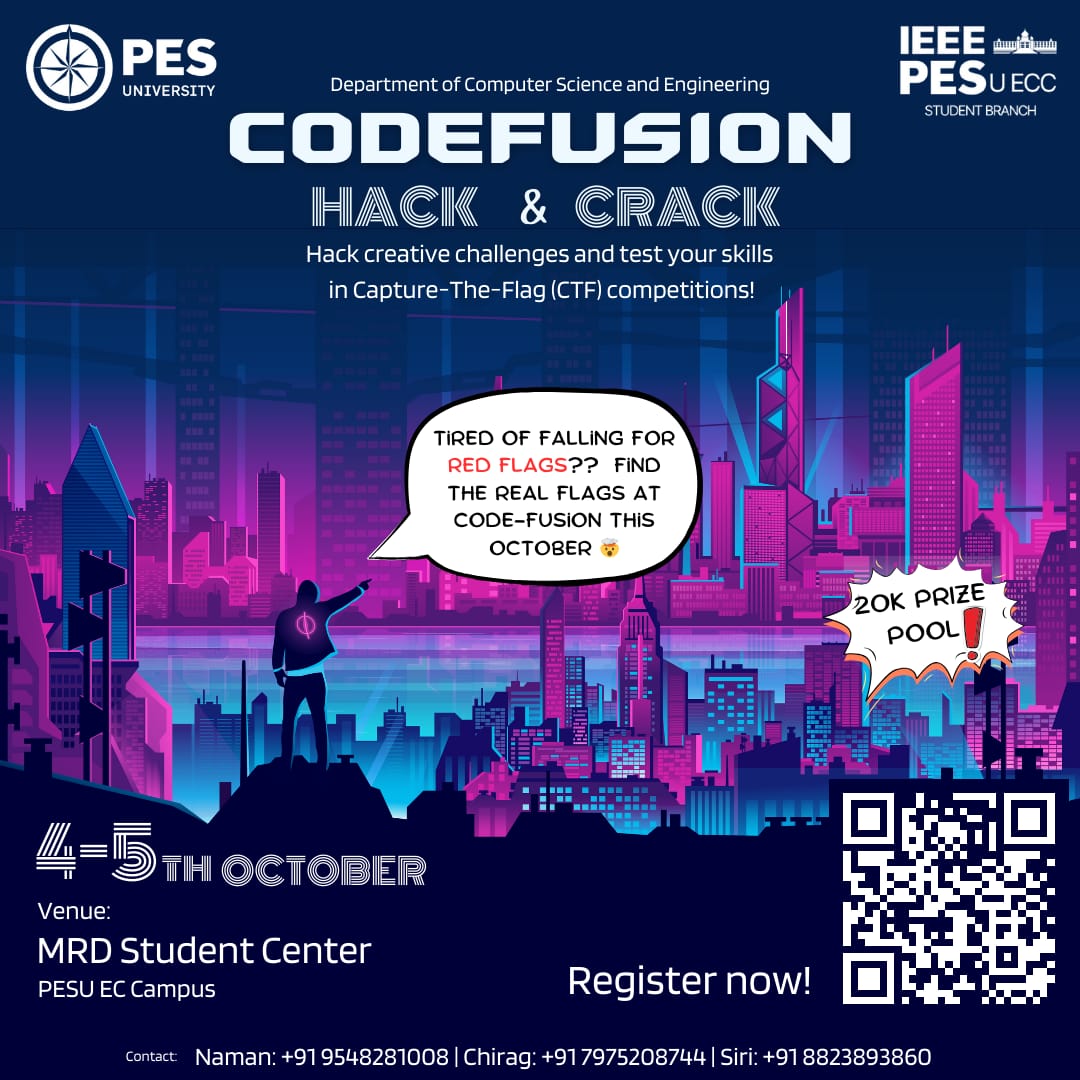 PES
UNIVERSITY
IEEE
PESU ECC
STUDENT BRANCH
Department of Computer Science and Engineering
CODEFUSION
HACK & CRACK
Hack creative challenges and test your skills
in Capture-The-Flag (CTF) competitions!
TIRED OF FALLING FOR
RED FLAGS?? FIND
THE REAL FLAGS AT
CODE-FUSION THIS
OCTOBER 🤯
20K PRIZE
POOL!
4-5TH OCTOBER
Venue:
MRD Student Center
PESU EC Campus
Register now!
Contact: Naman: +91 9548281008 | Chirag: +91 7975208744 | Siri: +91 8823893860